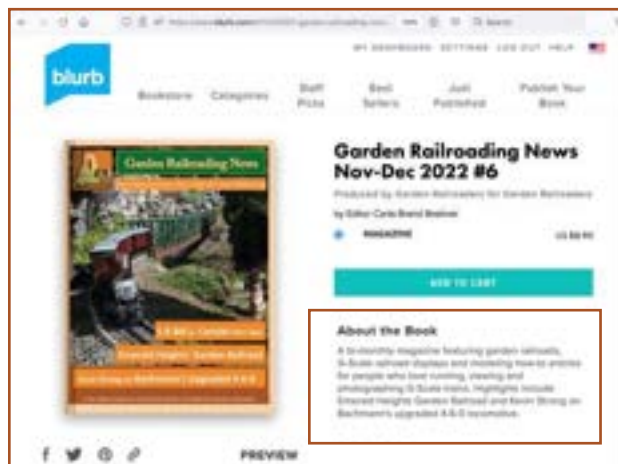 MY DASHBOARD SETTINGS LOG OUT HELP
blurb
Bookstore Categories Staff Picks Best Sellers Just Published Publish Your Book
Garden Railroading News
Garden Railroading News
Nov-Dec 2022 #6
Produced by Garden Railroaders for Garden Railroaders
by Editor Carla Brand
MAGAZINE
ADD TO CART
About the Book
A bi-monthly magazine featuring garden railroads,
G-Scale railroad displays and modeling how-to articles
for people who love running, viewing and
photographing G-Scale trains. Highlights include
Emerald Heights Garden Railroad and Kevin Strong on
Bachmann's upgraded 4-6-0 locomotive.
Emerald Heights Garden Railroad
PREVIEW